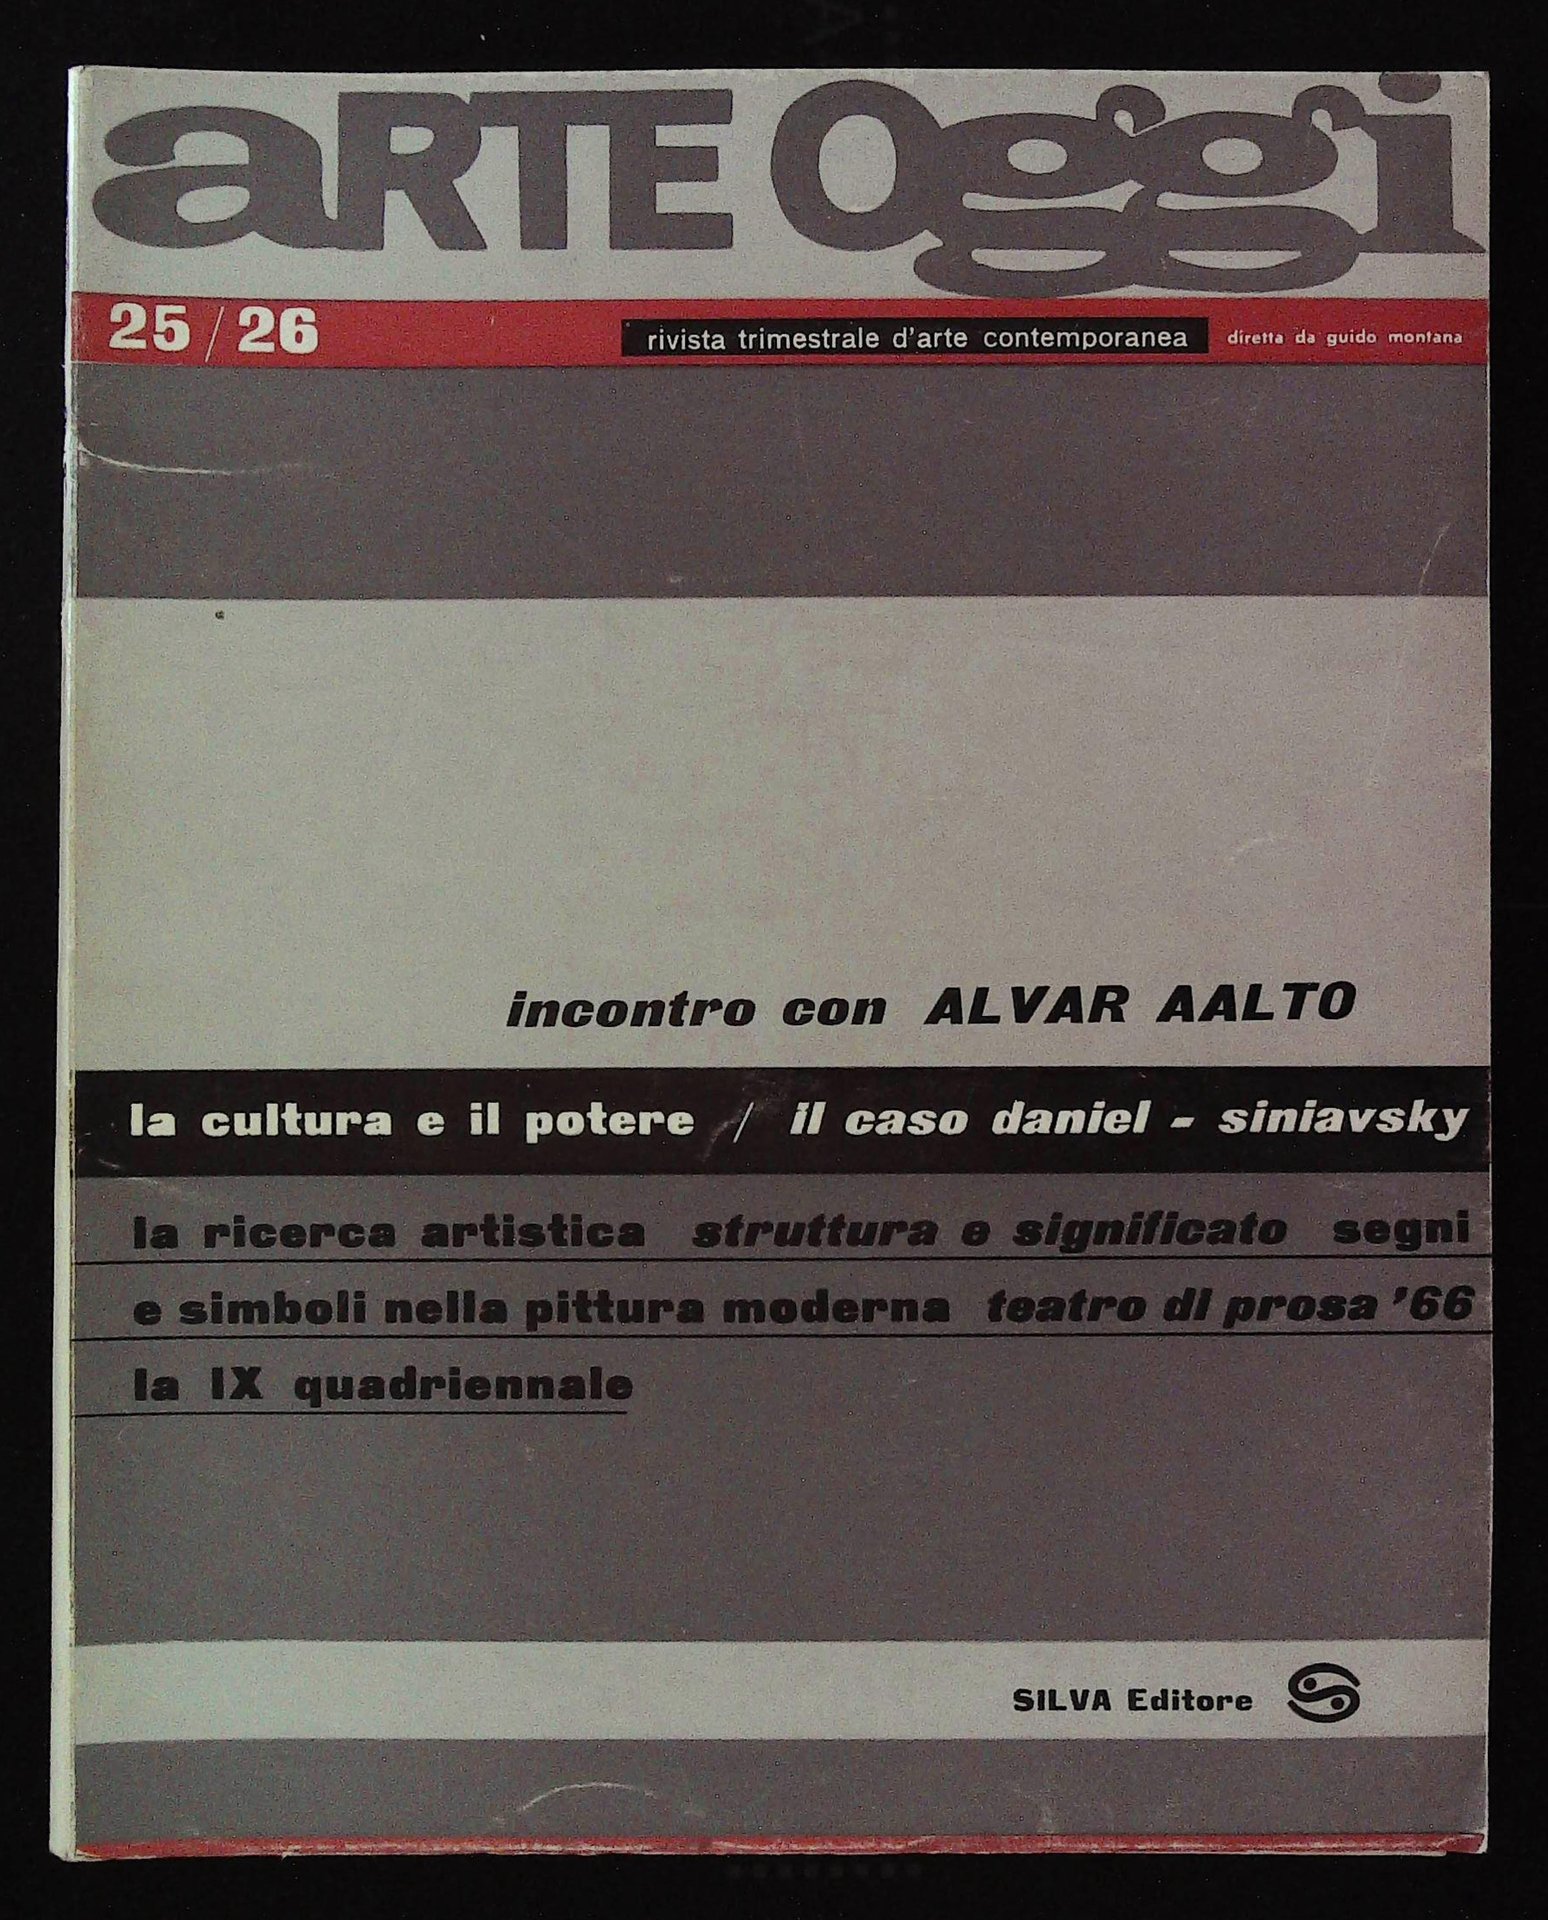 aRTE Oggi
25 / 26 rivista trimestrale d'arte contemporanea diretta da guido montana
incontro con ALVAR AALTO
la cultura e il potere / il caso daniel - siniavsky
la ricerca artistica struttura e significato segni
e simboli nella pittura moderna teatro di prosa '66
la IX quadriennale
SILVA Editore